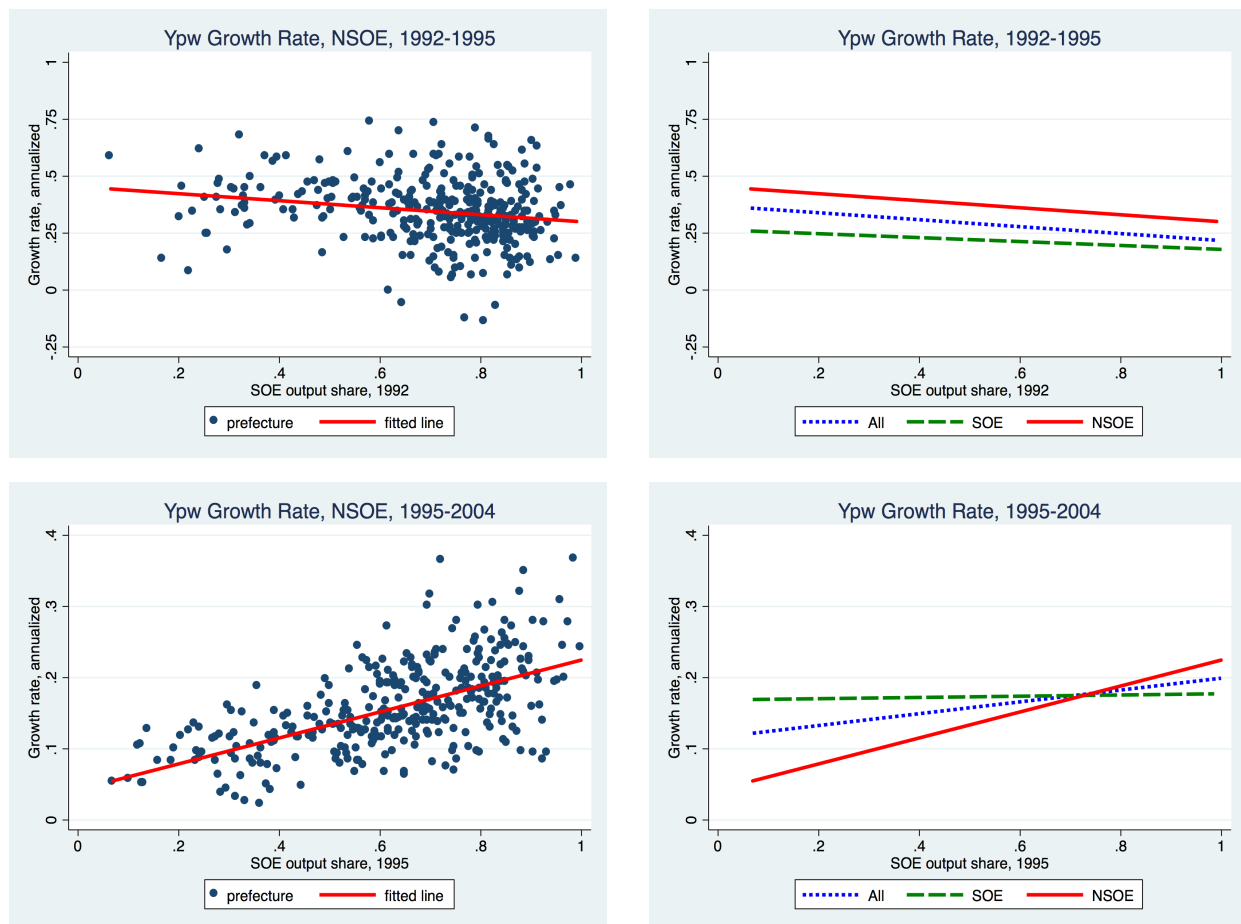 Ypw Growth Rate, NSOE, 1992-1995
Growth rate, annualized
1
.75
.5
.25
0
-.25
0 .2 .4 .6 .8 1
SOE output share, 1992
prefecture fitted line
Ypw Growth Rate, 1992-1995
Growth rate, annualized
1
.75
.5
.25
0
-.25
0 .2 .4 .6 .8 1
SOE output share, 1992
All SOE NSOE
Ypw Growth Rate, NSOE, 1995-2004
Growth rate, annualized
.4
.3
.2
.1
0
0 .2 .4 .6 .8 1
SOE output share, 1995
prefecture fitted line
Ypw Growth Rate, 1995-2004
Growth rate, annualized
.4
.3
.2
.1
0
0 .2 .4 .6 .8 1
SOE output share, 1995
All SOE NSOE